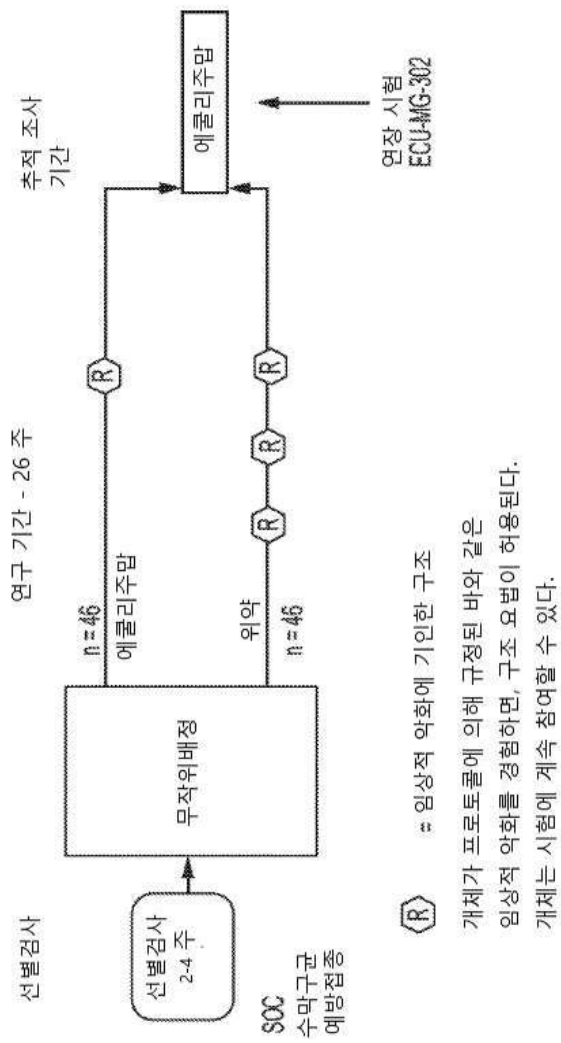 선별검사
연구 기간 - 26 주
추적 조사
기간
선별검사
2-4 주
SOC
수막구균
예방접종
무작위배정
n=46
에쿨리주맙
R
위약
n=46
R
R
R
에쿨리주맙
연장 시험
ECU-MG-302
R = 임상적 악화에 기인한 구조
개체가 프로토콜에 의해 규정된 바와 같은
임상적 악화를 경험하면, 구조 요법이 허용된다.
개체는 시험에 계속 참여할 수 있다.